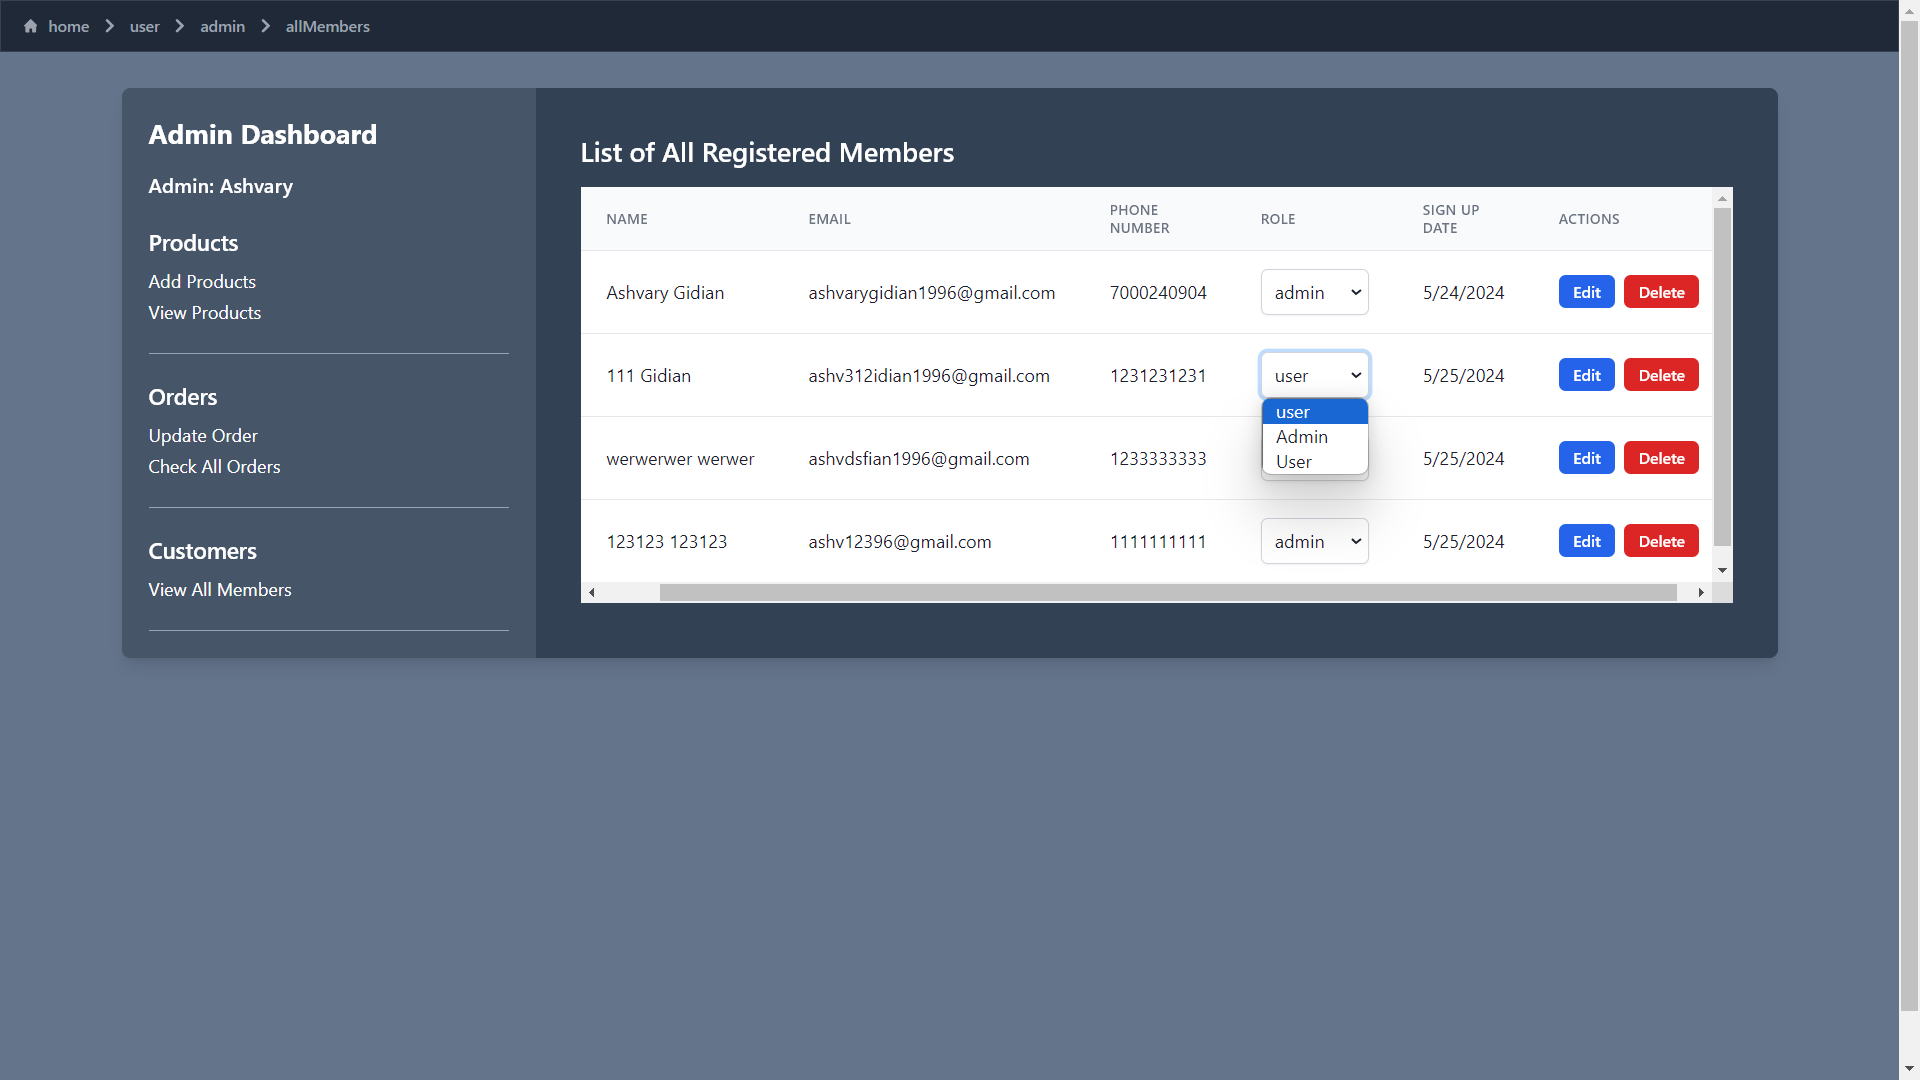 home user admin allMembers
Admin Dashboard
Admin: Ashvary
Products
Add Products
View Products
Orders
Update Order
Check All Orders
Customers
View All Members
List of All Registered Members
NAME EMAIL PHONE NUMBER ROLE SIGN UP DATE ACTIONS
Ashvary Gidian ashvarygidian1996@gmail.com 7000240904 admin 5/24/2024 Edit Delete
111 Gidian ashv312idian1996@gmail.com 1231231231 user 5/25/2024 Edit Delete
user
Admin
User
werwerwer werwer ashvdsfian1996@gmail.com 1233333333 5/25/2024 Edit Delete
123123 123123 ashv12396@gmail.com 1111111111 admin 5/25/2024 Edit Delete